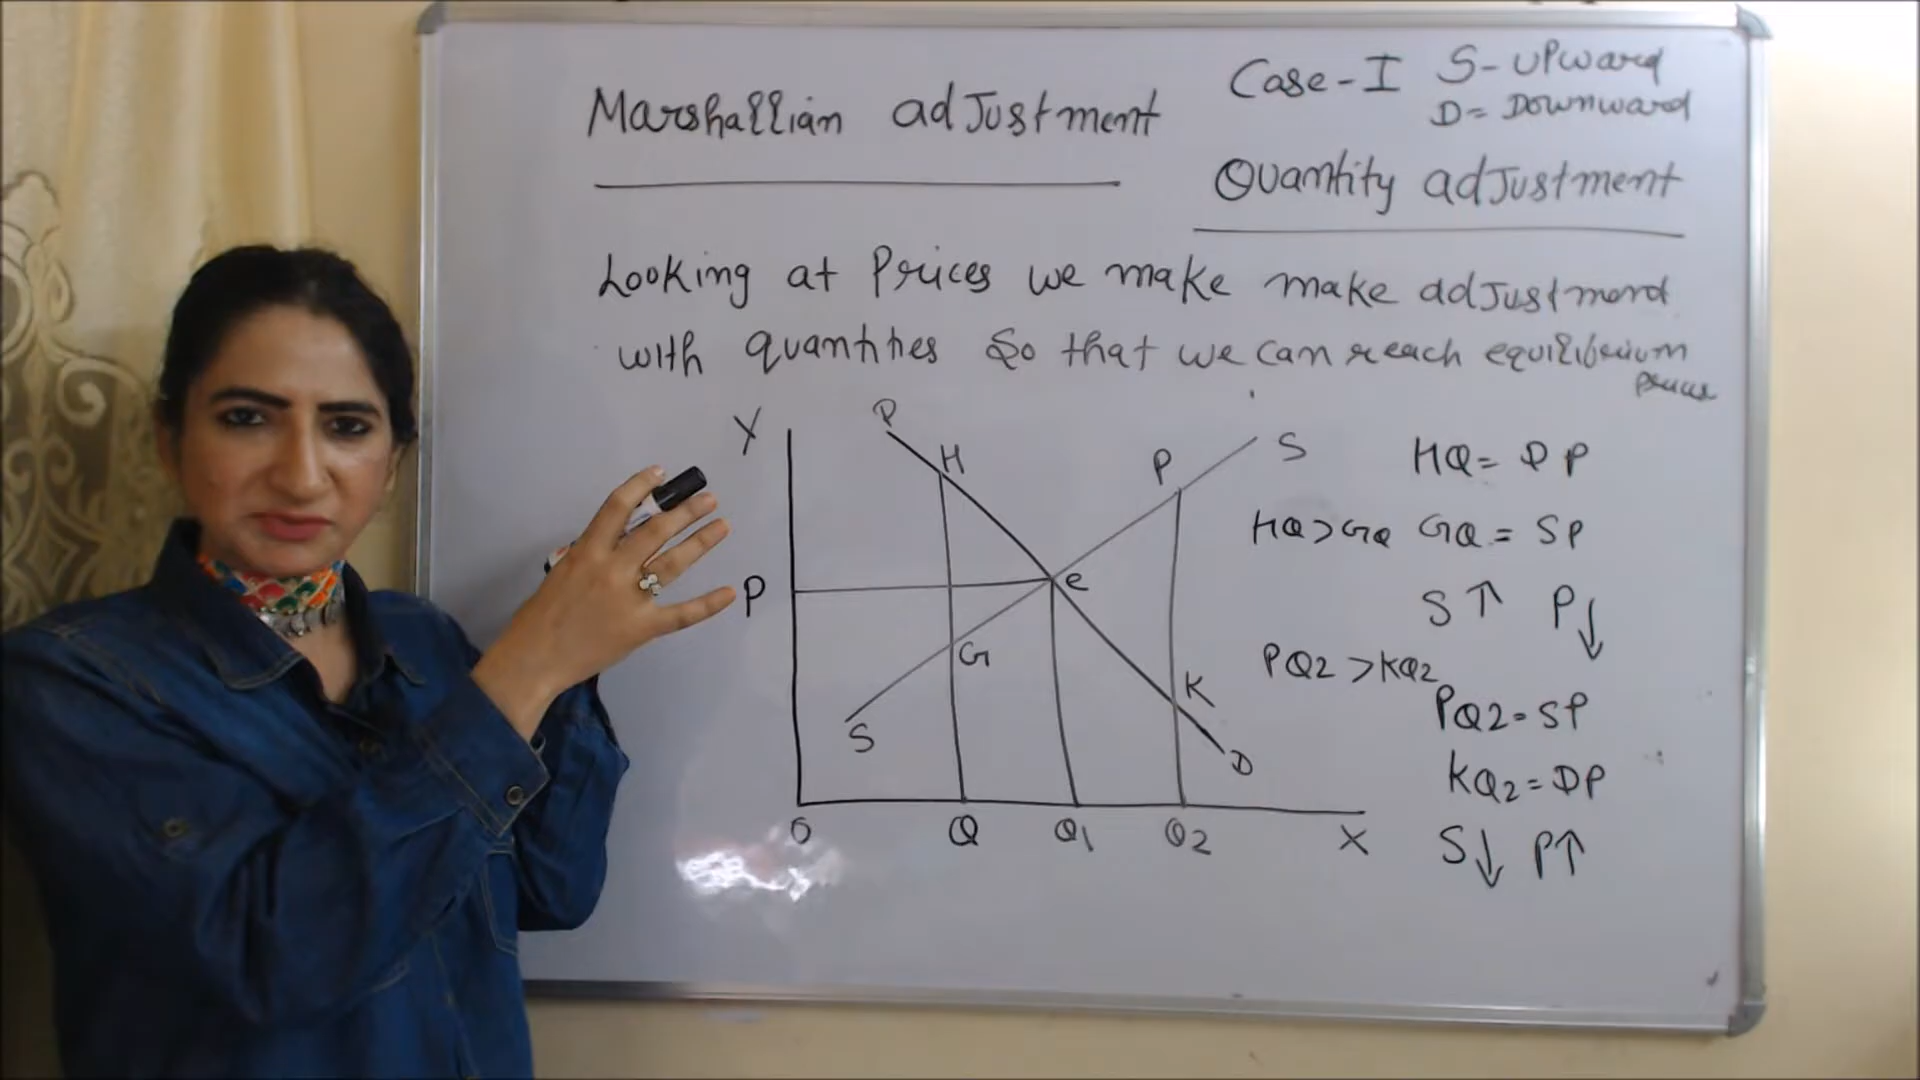 Marshallian adjustment
Case-I S-upward
D= Downward
Quantity adjustment
Looking at Prices we make make adjustment
with quantities So that we can reach equilibrium
Y
D
H
P
S
P
e
G
S
K
D
O
Q
Q1
Q2
X
HQ= DP
HQ>GQ GQ= SP
S↑ P↓
PQ2 >KQ2
PQ2=SP
KQ2=DP
S↓ P↑